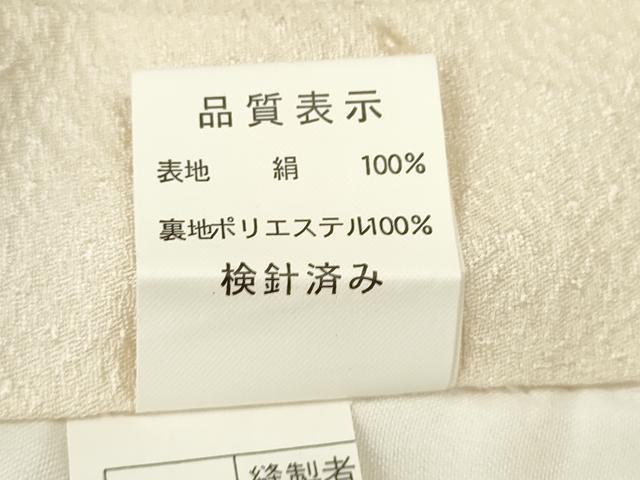 品質表示
表地 絹 100%
裏地ポリエステル100%
検針済み
縫製者